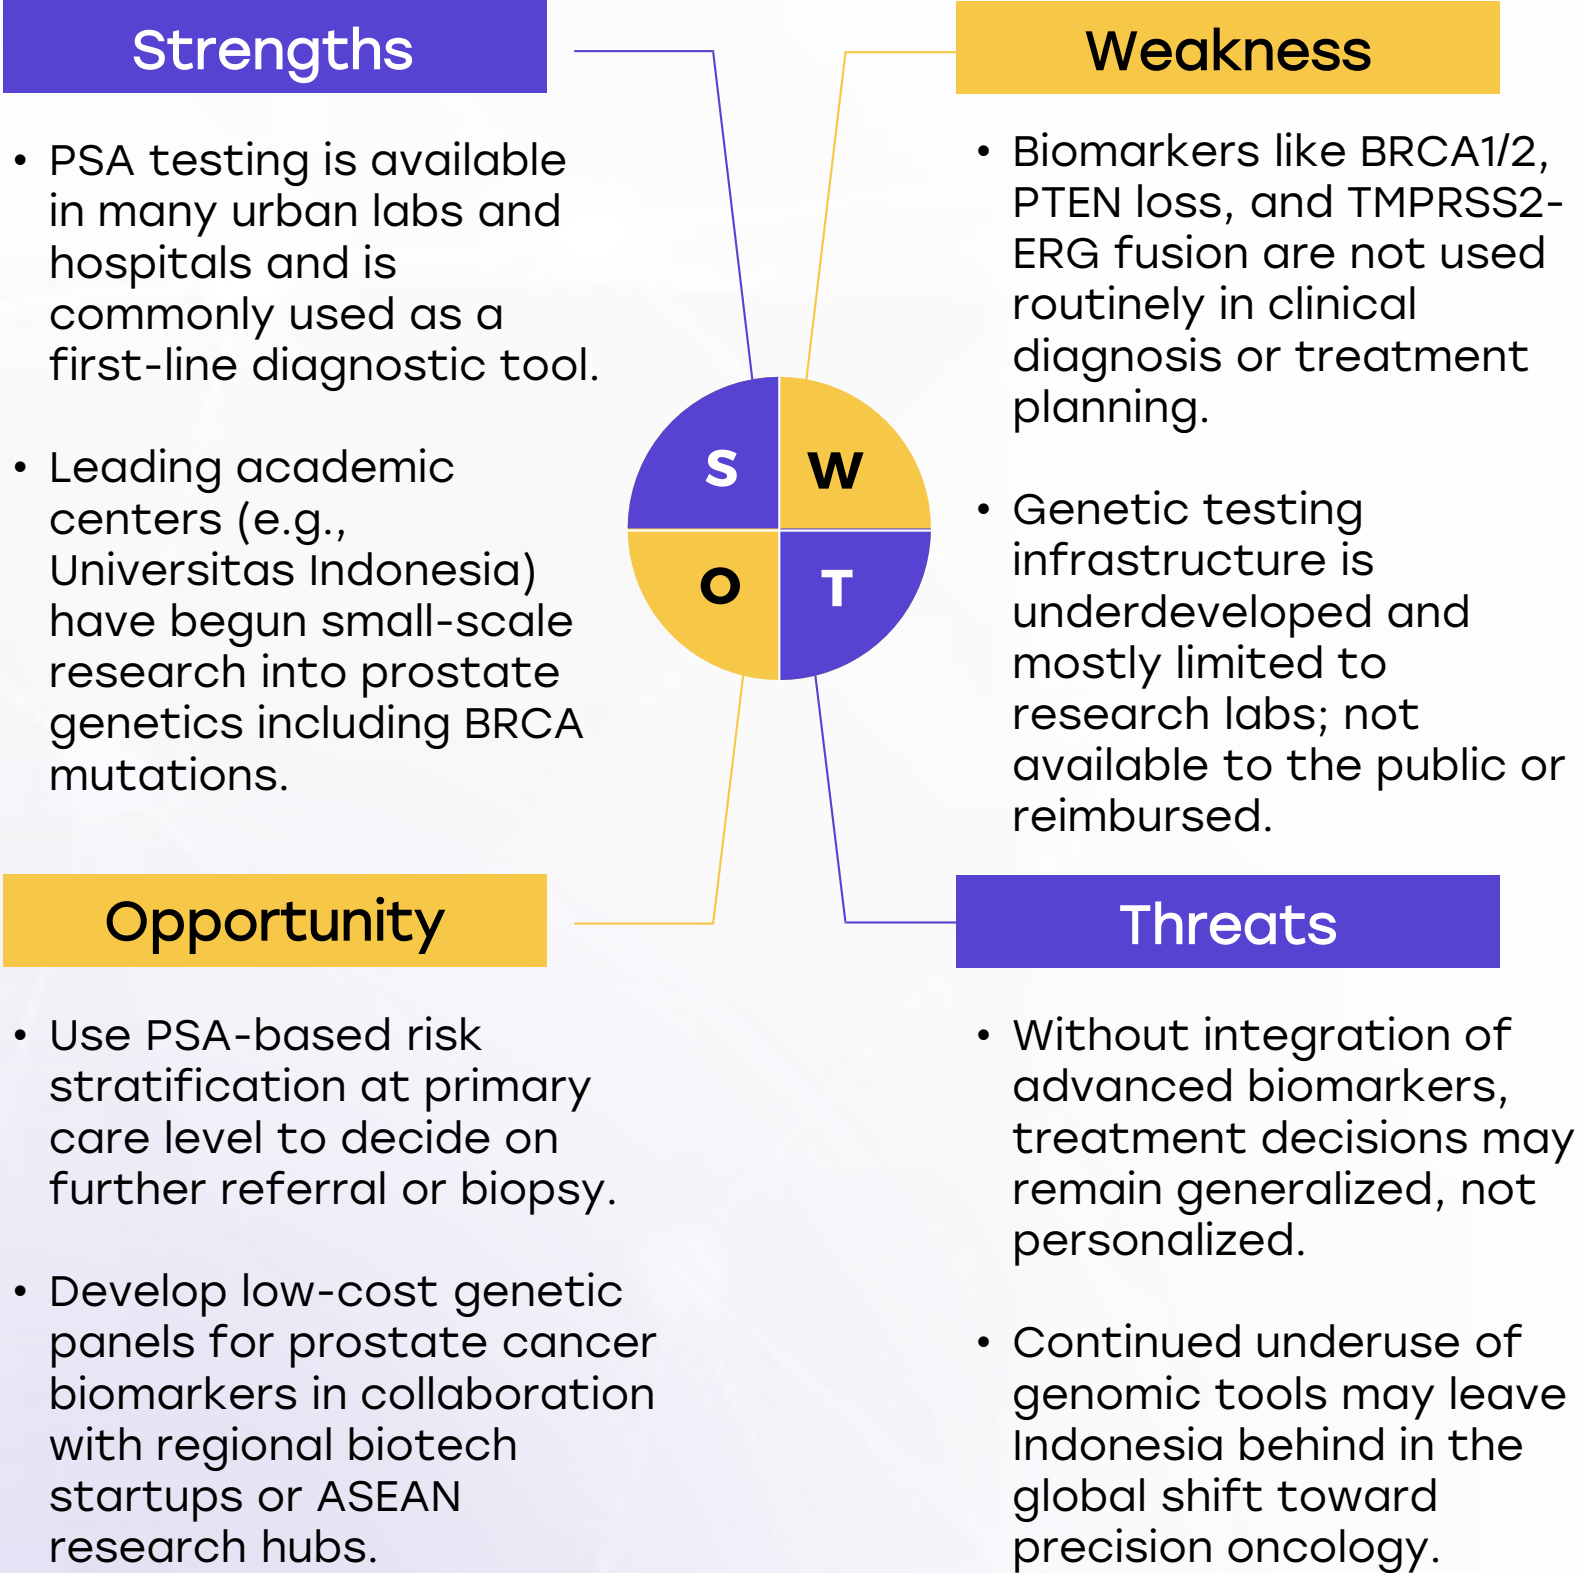 Strengths
• PSA testing is available
in many urban labs and
hospitals and is
commonly used as a
first-line diagnostic tool.
• Leading academic
centers (e.g.,
Universitas Indonesia)
have begun small-scale
research into prostate
genetics including BRCA
mutations.
Weakness
• Biomarkers like BRCA1/2,
PTEN loss, and TMPRSS2-
ERG fusion are not used
routinely in clinical
diagnosis or treatment
planning.
• Genetic testing
infrastructure is
underdeveloped and
mostly limited to
research labs; not
available to the public or
reimbursed.
S
W
O
T
Opportunity
• Use PSA-based risk
stratification at primary
care level to decide on
further referral or biopsy.
• Develop low-cost genetic
panels for prostate cancer
biomarkers in collaboration
with regional biotech
startups or ASEAN
research hubs.
Threats
• Without integration of
advanced biomarkers,
treatment decisions may
remain generalized, not
personalized.
• Continued underuse of
genomic tools may leave
Indonesia behind in the
global shift toward
precision oncology.